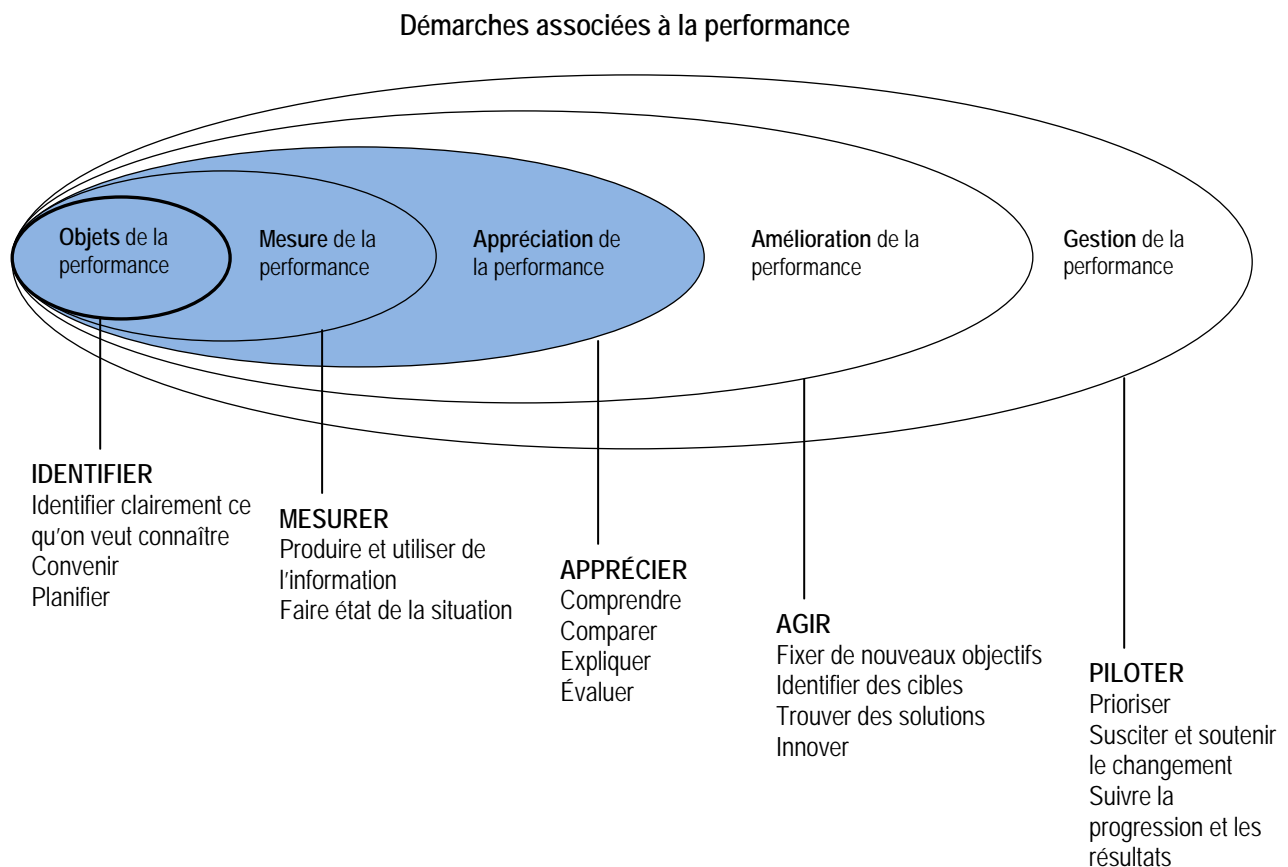 Démarches associées à la performance
Objets de la
performance
Mesure de la
performance
Appréciation de
la performance
Amélioration de la
performance
Gestion de la
performance
IDENTIFIER
Identifier clairement ce
qu'on veut connaître
Convenir
Planifier
MESURER
Produire et utiliser de
l'information
Faire état de la situation
APPRÉCIER
Comprendre
Comparer
Expliquer
Évaluer
AGIR
Fixer de nouveaux objectifs
Identifier des cibles
Trouver des solutions
Innover
PILOTER
Prioriser
Susciter et soutenir
le changement
Suivre la
progression et les
résultats